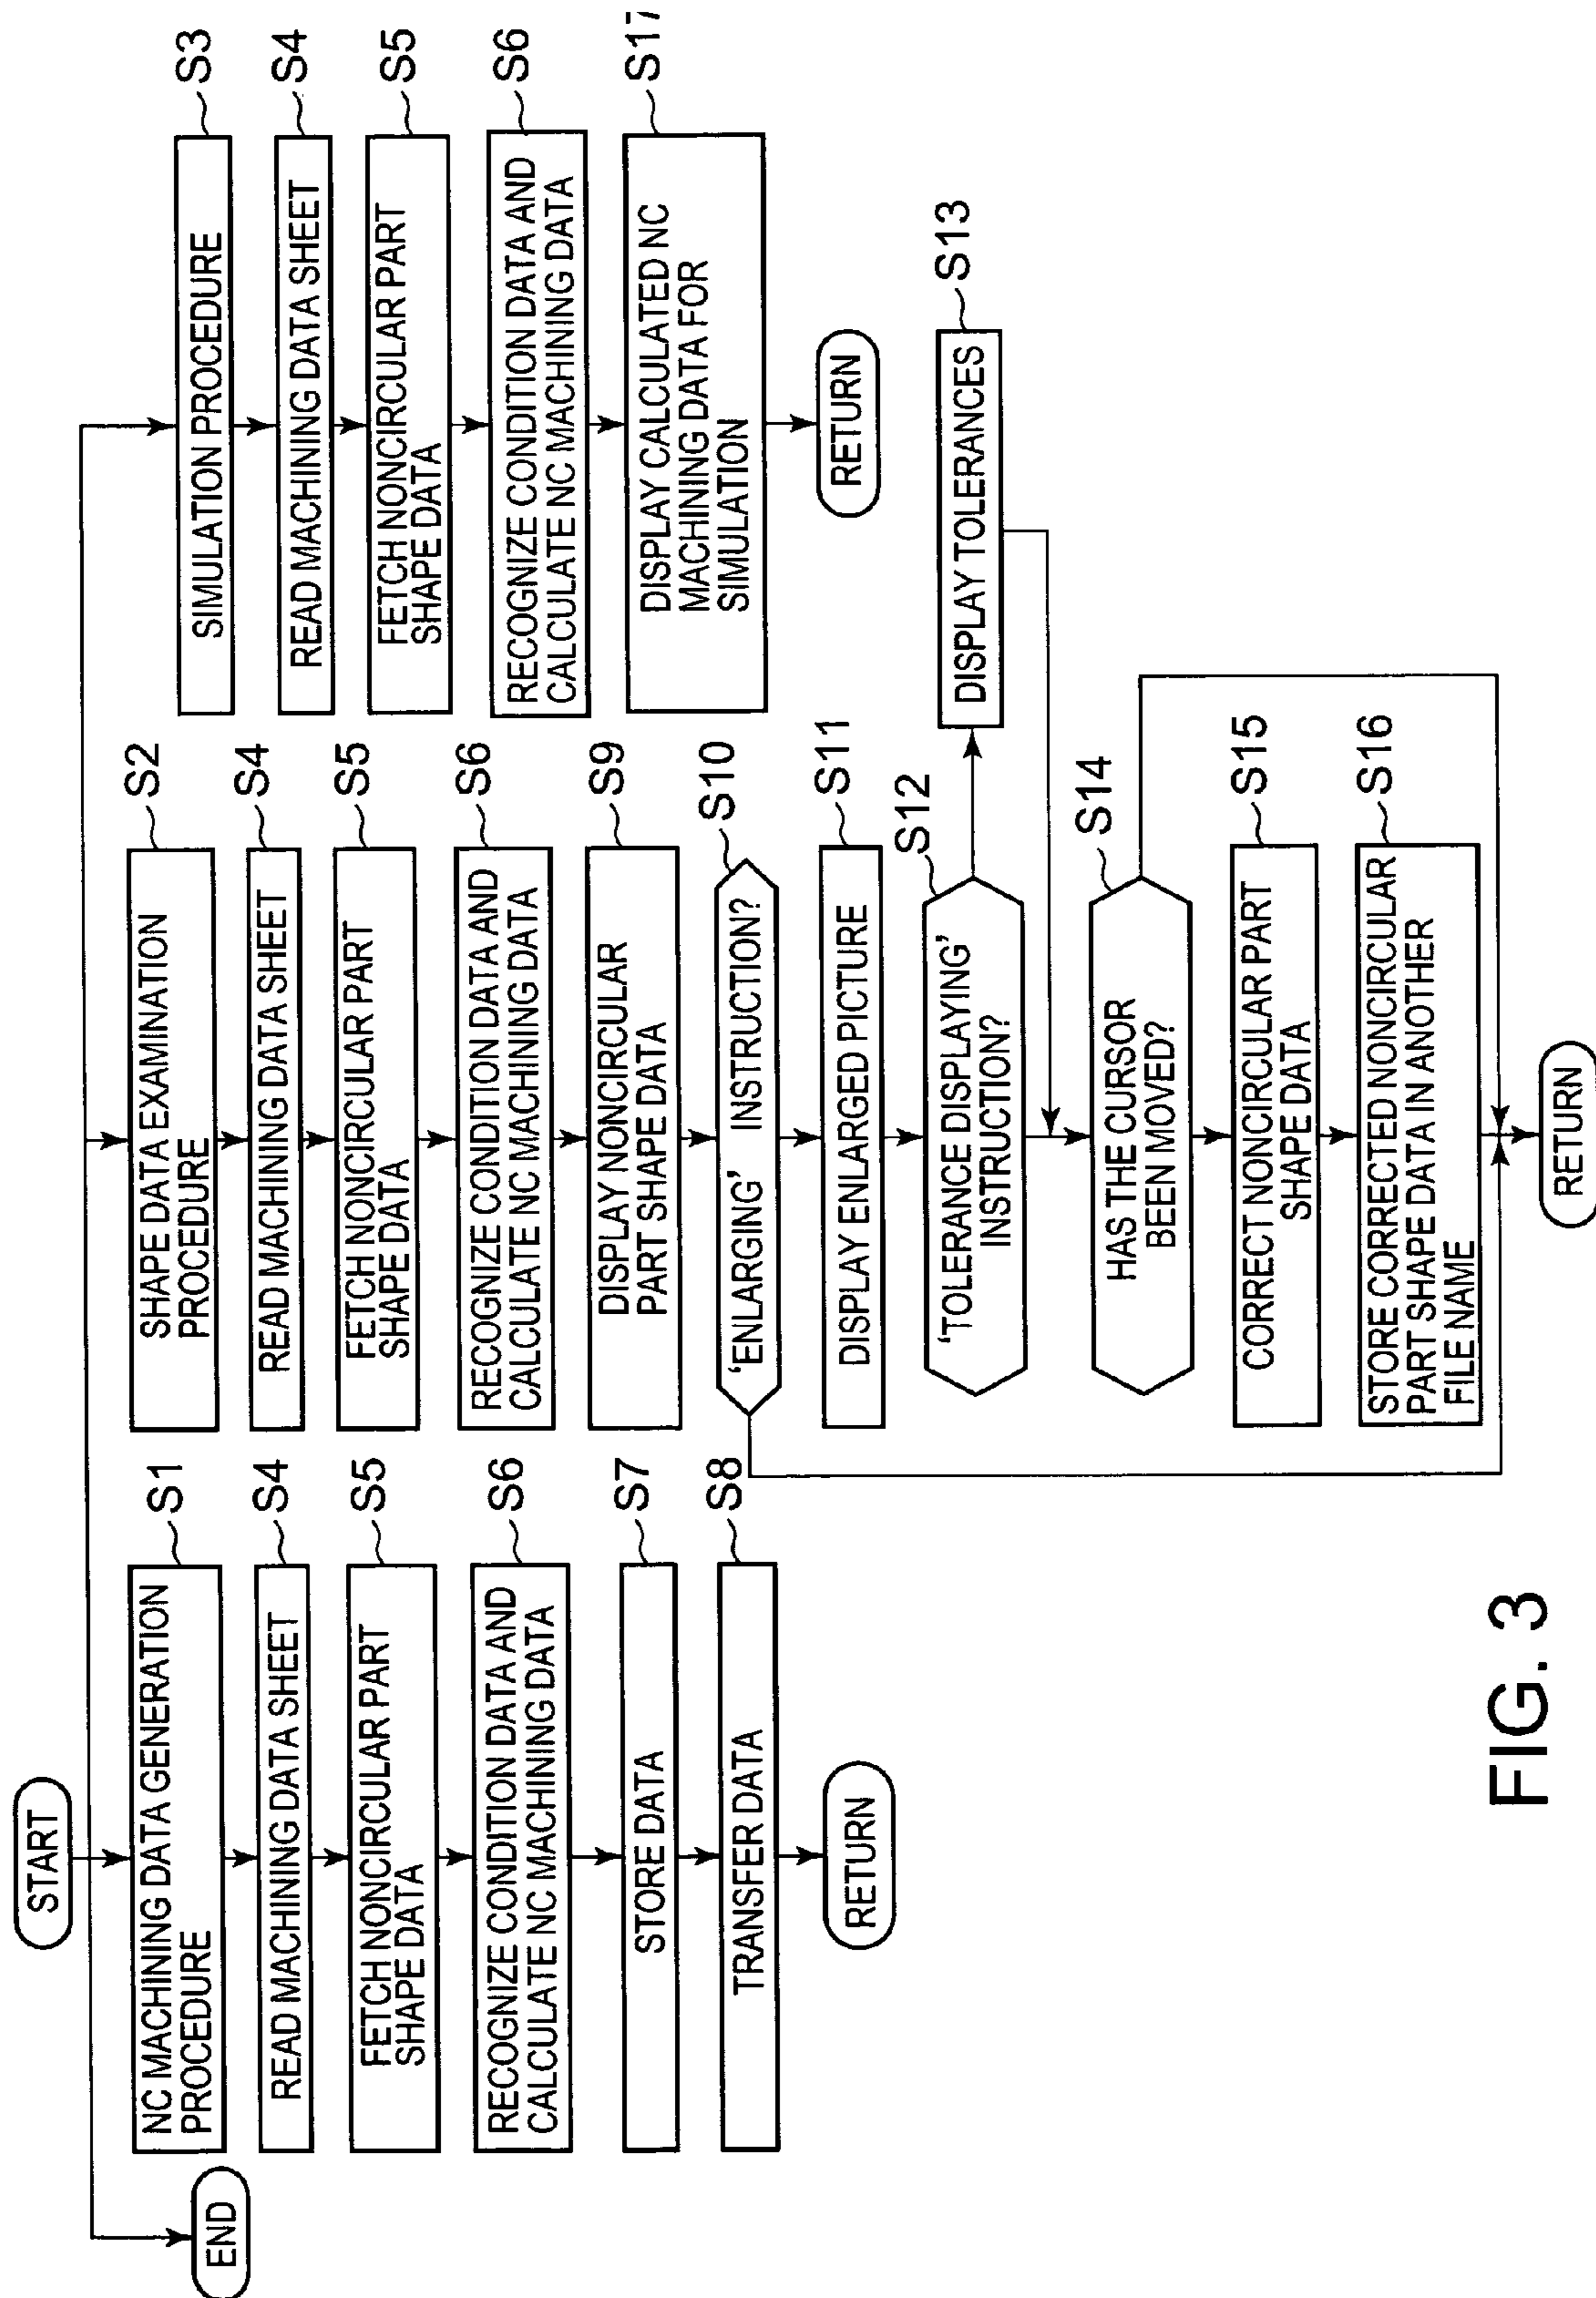 START
END
NC MACHINING DATA GENERATION
PROCEDURE
S1
READ MACHINING DATA SHEET
S4
FETCH NONCIRCULAR PART
SHAPE DATA
S5
RECOGNIZE CONDITION DATA AND
CALCULATE NC MACHINING DATA
S6
STORE DATA
S7
TRANSFER DATA
S8
RETURN
SHAPE DATA EXAMINATION
PROCEDURE
S2
READ MACHINING DATA SHEET
S4
FETCH NONCIRCULAR PART
SHAPE DATA
S5
RECOGNIZE CONDITION DATA AND
CALCULATE NC MACHINING DATA
S6
DISPLAY NONCIRCULAR
PART SHAPE DATA
S9
‘ENLARGING’ INSTRUCTION?
S10
DISPLAY ENLARGED PICTURE
S11
‘TOLERANCE DISPLAYING’
INSTRUCTION?
S12
DISPLAY TOLERANCES
S13
HAS THE CURSOR
BEEN MOVED?
S14
CORRECT NONCIRCULAR PART
SHAPE DATA
S15
STORE CORRECTED NONCIRCULAR
PART SHAPE DATA IN ANOTHER
FILE NAME
S16
RETURN
SIMULATION PROCEDURE
S3
READ MACHINING DATA SHEET
S4
FETCH NONCIRCULAR PART
SHAPE DATA
S5
RECOGNIZE CONDITION DATA AND
CALCULATE NC MACHINING DATA
S6
DISPLAY CALCULATED NC
MACHINING DATA FOR
SIMULATION
S17
RETURN
FIG. 3